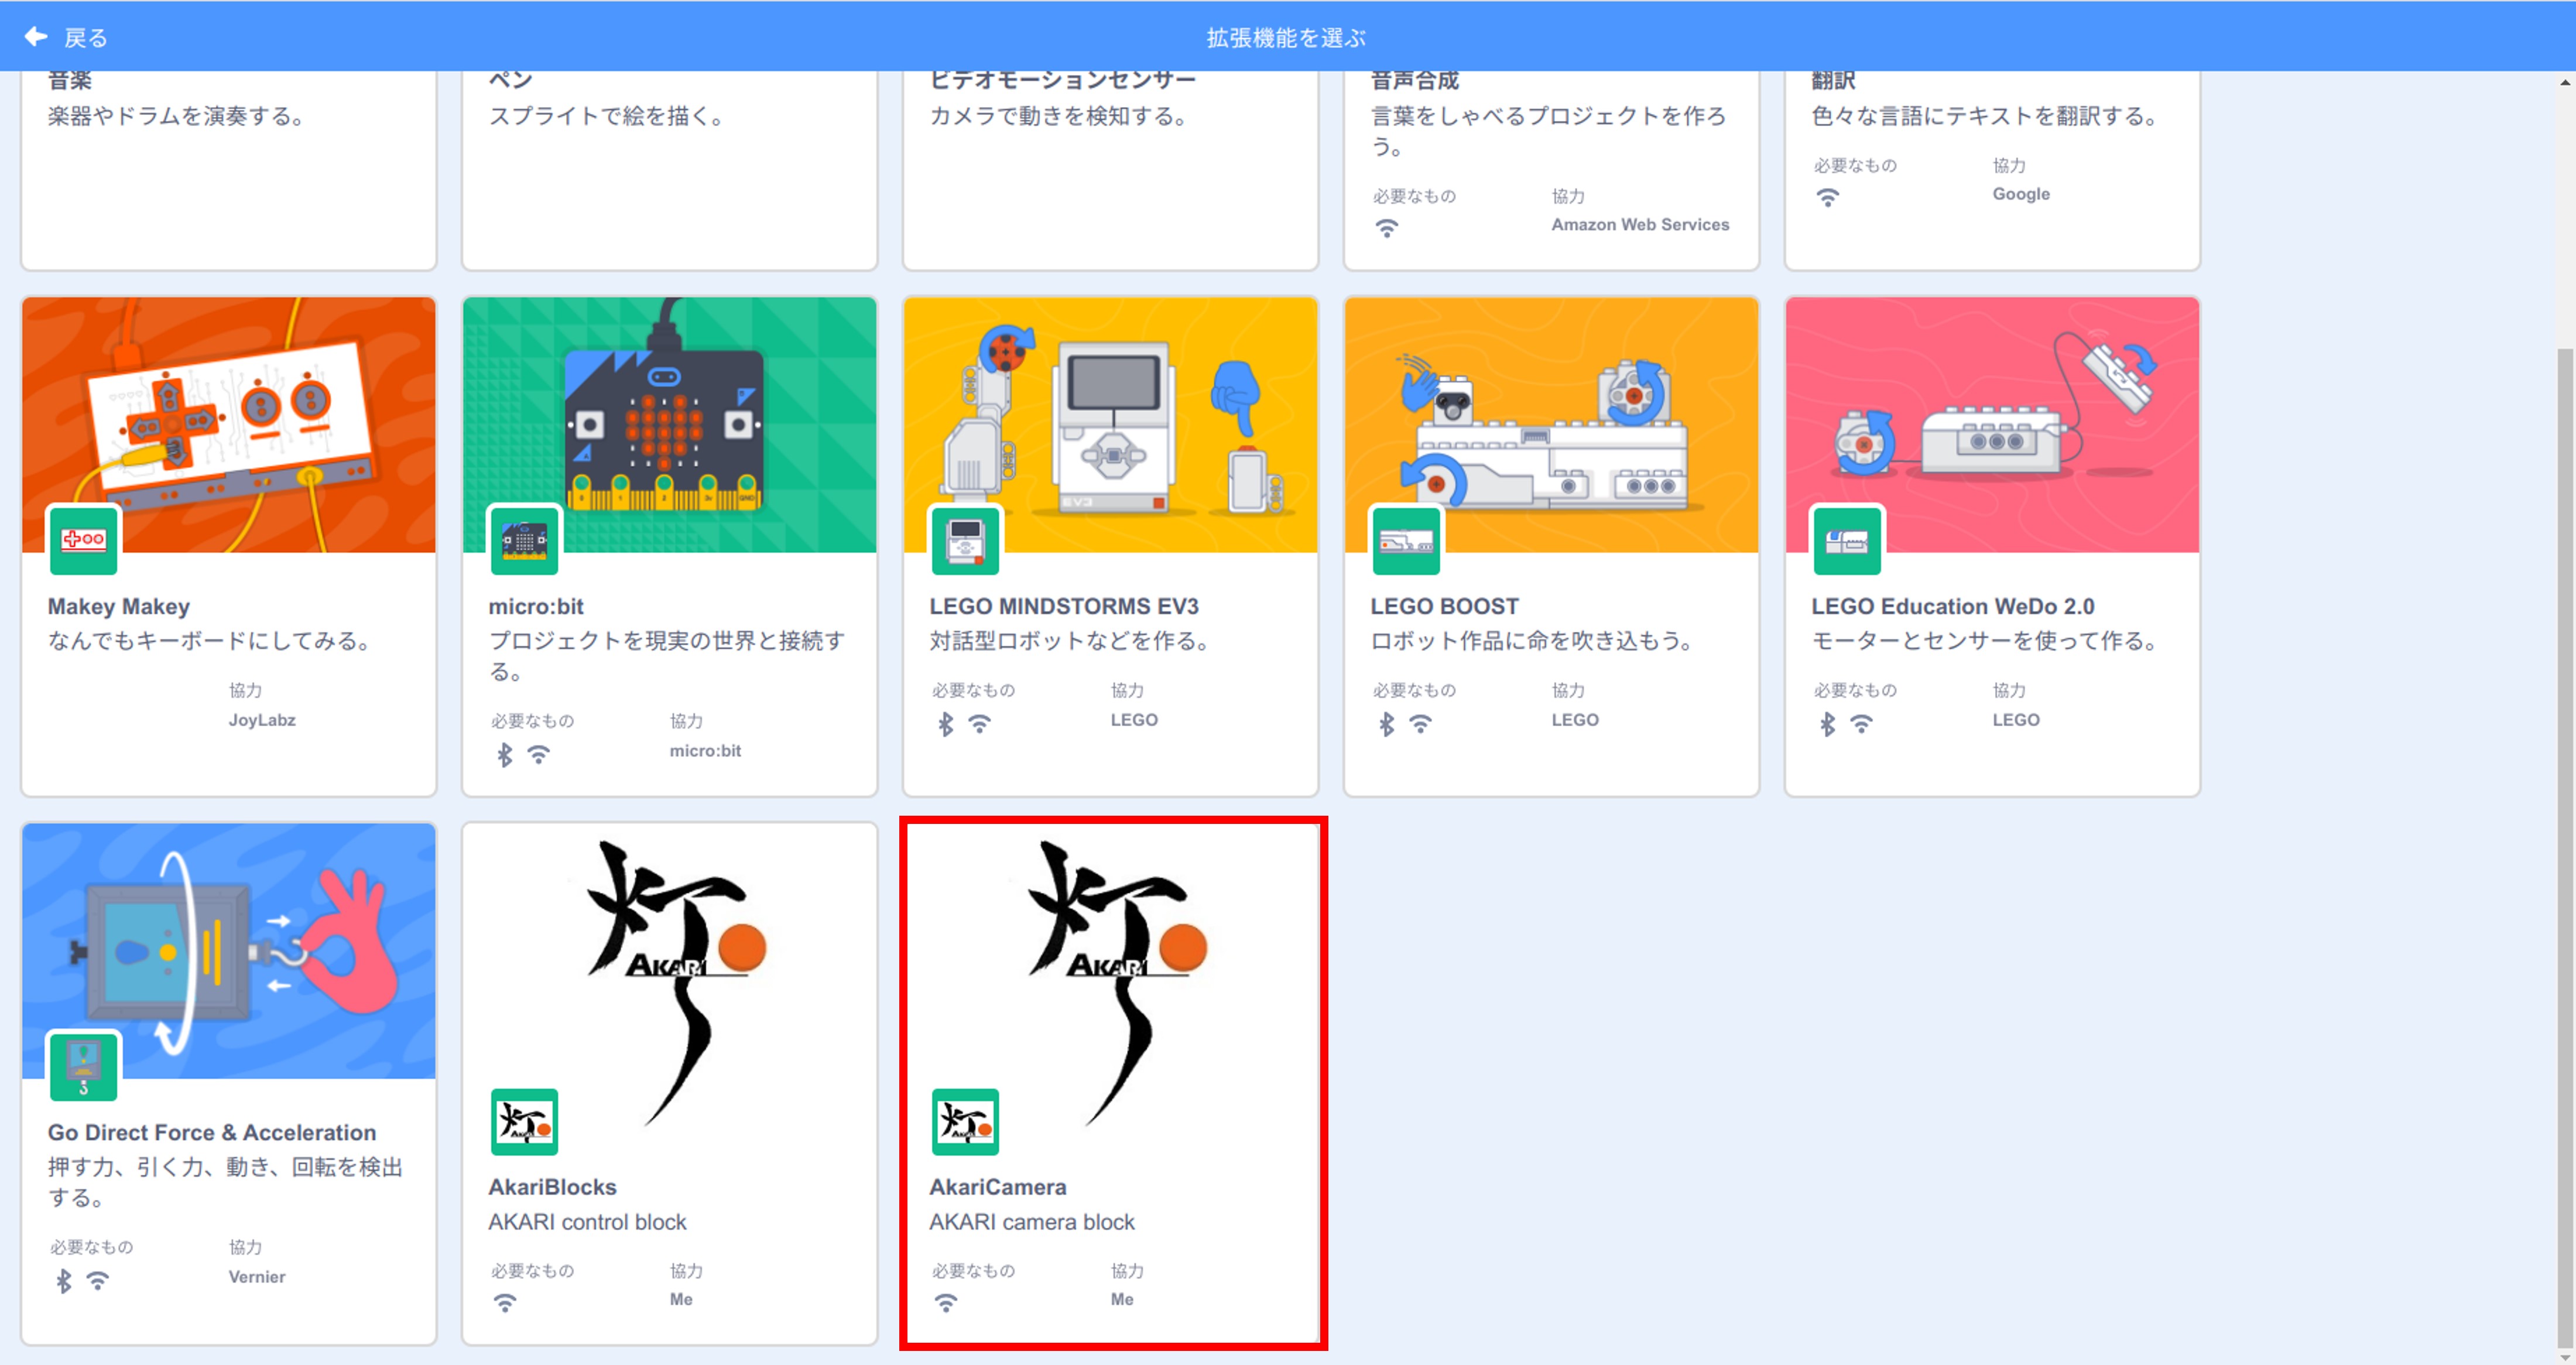 戻る
拡張機能を選ぶ
音楽
楽器やドラムを演奏する。
ペン
スプライトで絵を描く。
ビデオモーションセンサー
カメラで動きを検知する。
音声合成
言葉をしゃべるプロジェクトを作ろ
う。
必要なもの
協力
Amazon Web Services
翻訳
色々な言語にテキストを翻訳する。
必要なもの
協力
Google
Makey Makey
なんでもキーボードにしてみる。
協力
JoyLabz
0 1 2 3v GND
micro:bit
プロジェクトを現実の世界と接続す
る。
必要なもの
協力
micro:bit
EV3
LEGO MINDSTORMS EV3
対話型ロボットなどを作る。
必要なもの
協力
LEGO
LEGO BOOST
ロボット作品に命を吹き込もう。
必要なもの
協力
LEGO
LEGO Education WeDo 2.0
モーターとセンサーを使って作る。
必要なもの
協力
LEGO
Go Direct Force & Acceleration
押す力、引く力、動き、回転を検出
する。
必要なもの
協力
Vernier
灯
AKARI
灯
AKARI
AkariBlocks
AKARI control block
必要なもの
協力
Me
灯
AKARI
灯
AKARI
AkariCamera
AKARI camera block
必要なもの
協力
Me